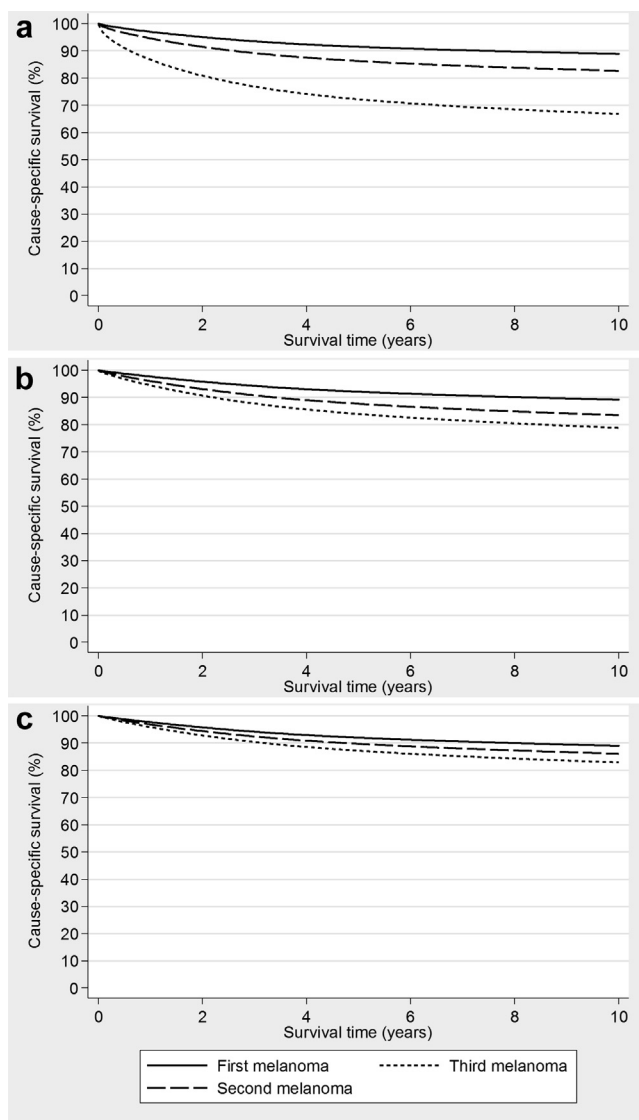 a
Cause-specific survival (%)
100
90
80
70
60
50
40
30
20
10
0
0 2 4 6 8 10
Survival time (years)
b
Cause-specific survival (%)
100
90
80
70
60
50
40
30
20
10
0
0 2 4 6 8 10
Survival time (years)
c
Cause-specific survival (%)
100
90
80
70
60
50
40
30
20
10
0
0 2 4 6 8 10
Survival time (years)
First melanoma Third melanoma
Second melanoma